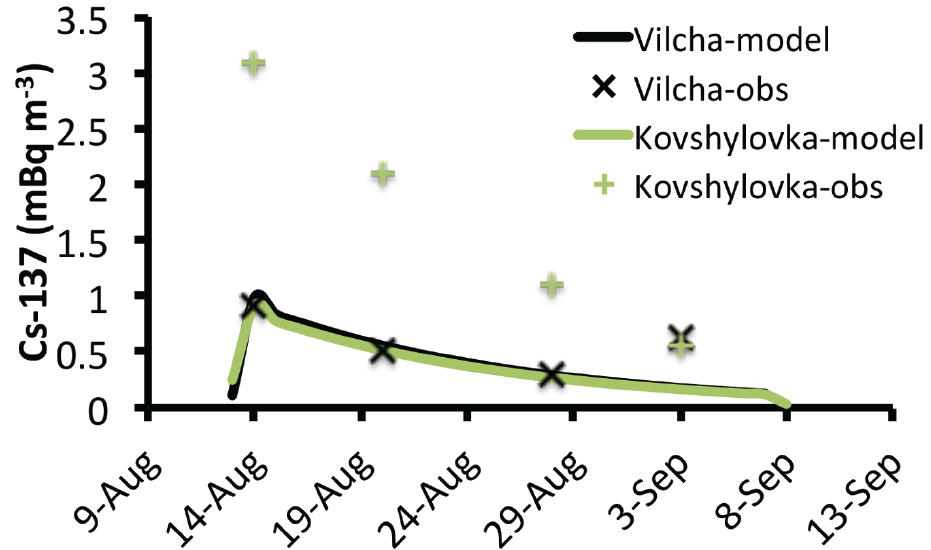 Cs-137 (mBq m-3)
3.5
3
2.5
2
1.5
1
0.5
0
Vilcha-model
Vilcha-obs
Kovshylovka-model
Kovshylovka-obs
9-Aug
14-Aug
19-Aug
24-Aug
29-Aug
3-Sep
8-Sep
13-Sep